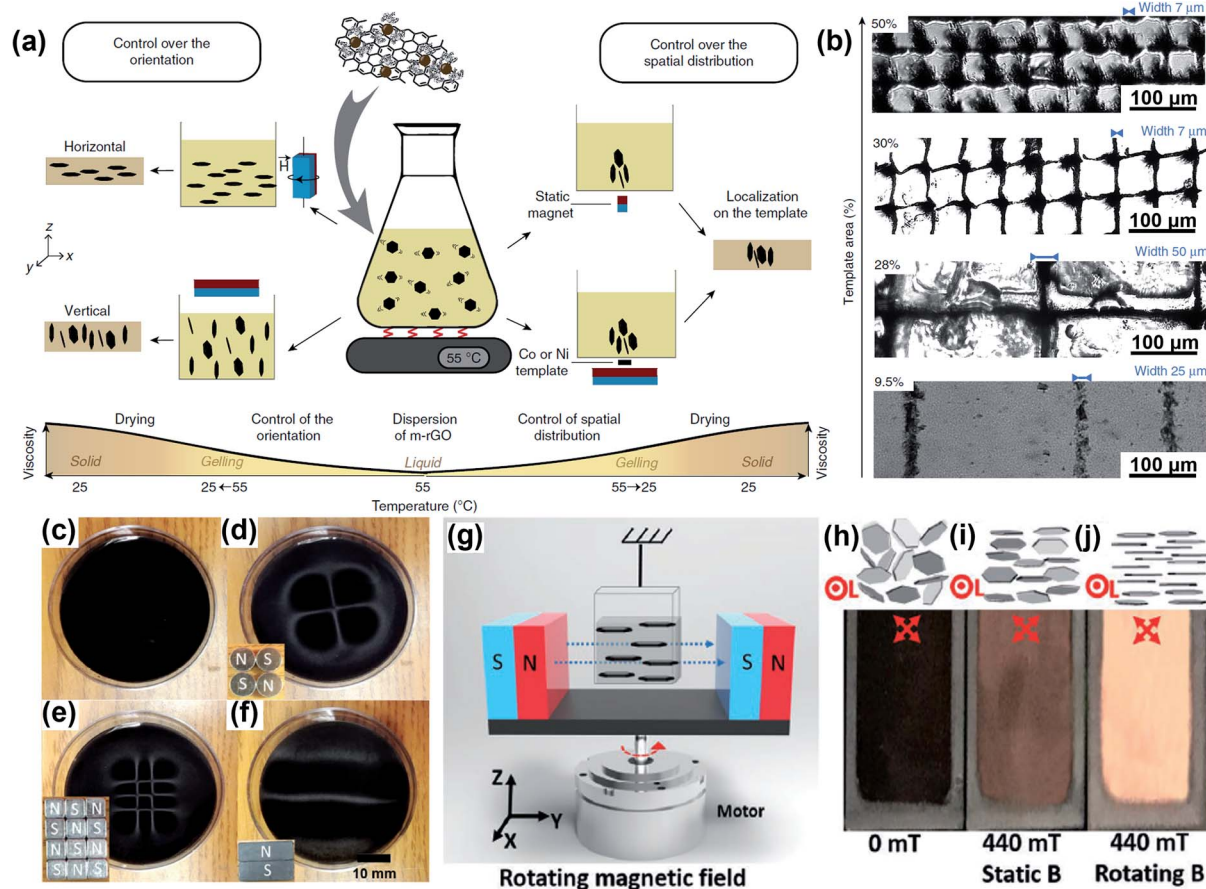 (a)
Control over the
orientation
Control over the
spatial distribution
Horizontal
H
Static
magnet
Localization
on the template
z
y
x
Vertical
55 °C
Co or Ni
template
Drying
Control of the
orientation
Dispersion
of m-rGO
Control of spatial
distribution
Drying
Viscosity
Solid
Gelling
Liquid
Gelling
Solid
Viscosity
25
25←55
55
55→25
25
Temperature (°C)
(b)
Template area (%)
50%
Width 7 μm
100 μm
30%
Width 7 μm
100 μm
28%
Width 50 μm
100 μm
9.5%
Width 25 μm
100 μm
(c)
(d)
N S
S N
(e)
N S N
S N S
N S N
S N S
(f)
N
S
10 mm
(g)
S N
S N
Z
Y
X
Motor
Rotating magnetic field
(h)
(i)
(j)
L
L
L
0 mT
440 mT
Static B
440 mT
Rotating B